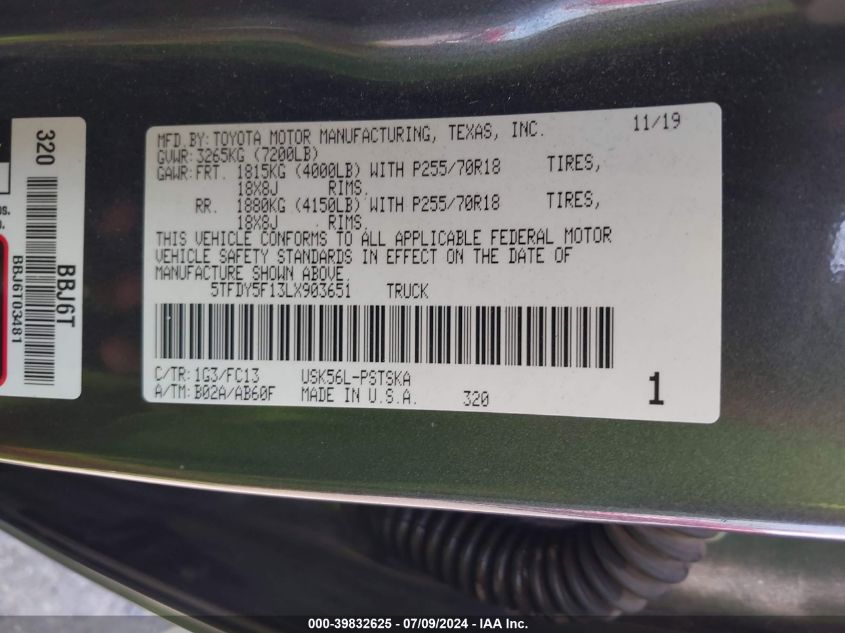 320
BBJ6T
BBJ6T03481
MFD.BY:TOYOTA MOTOR MANUFACTURING, TEXAS, INC. 11/19
GVWR:3265KG (7200LB)
GAWR:FRT. 1815KG (4000LB) WITH P255/70R18 TIRES,
18X8J RIMS,
RR. 1880KG (4150LB) WITH P255/70R18 TIRES,
18X8J RIMS,
THIS VEHICLE CONFORMS TO ALL APPLICABLE FEDERAL MOTOR
VEHICLE SAFETY STANDARDS IN EFFECT ON THE DATE OF
MANUFACTURE SHOWN ABOVE.
5TFDY5F13LX903651 TRUCK
C/TR:1G3/FC13 USK56L-PSTSKA
A/TM:B02A/AB60F MADE IN U.S.A. 320 1
000-39832625 - 07/09/2024 - IAA Inc.